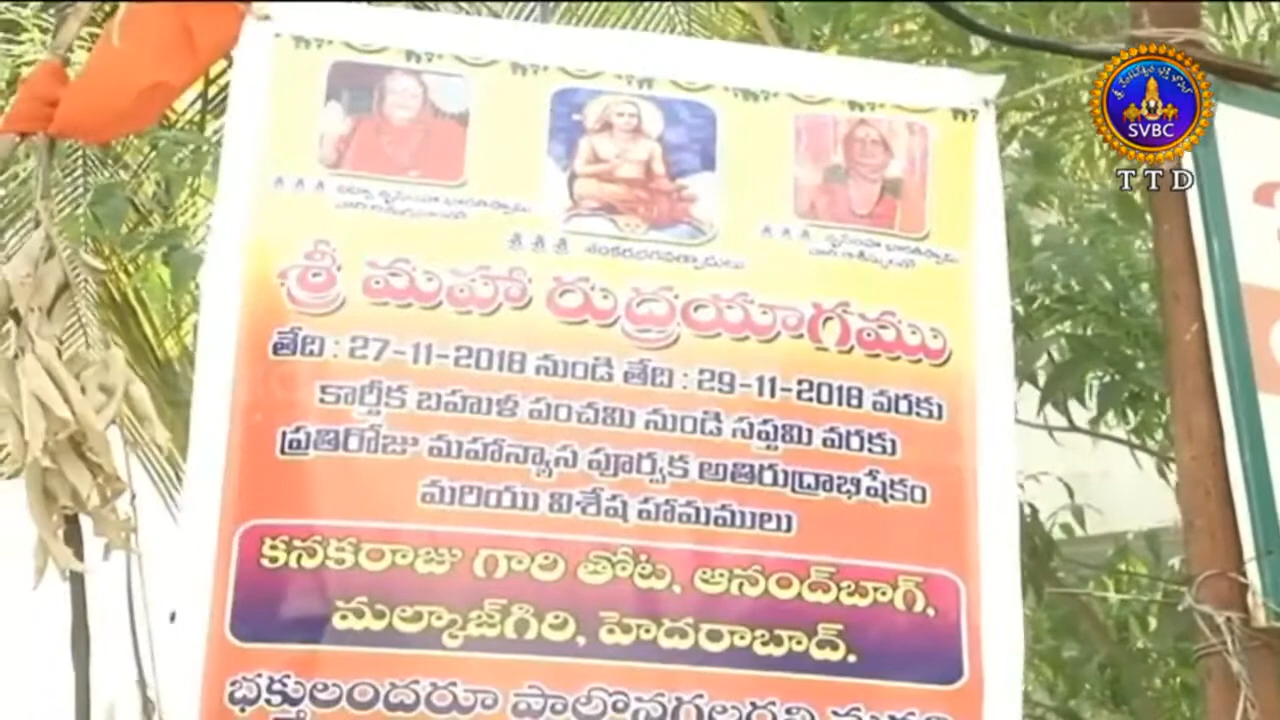 SVBC
TTD
శ్రీ శ్రీ శ్రీ
శ్రీ శ్రీ శ్రీ శంకరభగవత్పాదులు
శ్రీ శ్రీ శ్రీ
శ్రీ మహా రుద్రయాగము
తేది : 27-11-2018 నుండి తేది : 29-11-2018 వరకు
కార్తీక బహుళ పంచమి నుండి సప్తమి వరకు
ప్రతిరోజు మహాన్యాస పూర్వక అతిరుద్రాభిషేకం
మరియు విశేష హామములు
కనకరాజు గారి తోట, ఆనంద్‌బాగ్,
మల్కాజ్‌గిరి, హెదరాబాద్.
భక్తులందరూ